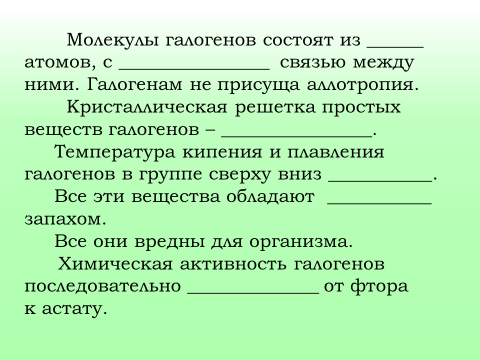 Молекулы галогенов состоят из ______
атомов, с ________________ связью между
ними. Галогенам не присуща аллотропия.
Кристаллическая решетка простых
веществ галогенов – ________________.
Температура кипения и плавления
галогенов в группе сверху вниз ___________.
Все эти вещества обладают ___________
запахом.
Все они вредны для организма.
Химическая активность галогенов
последовательно ______________ от фтора
к астату.